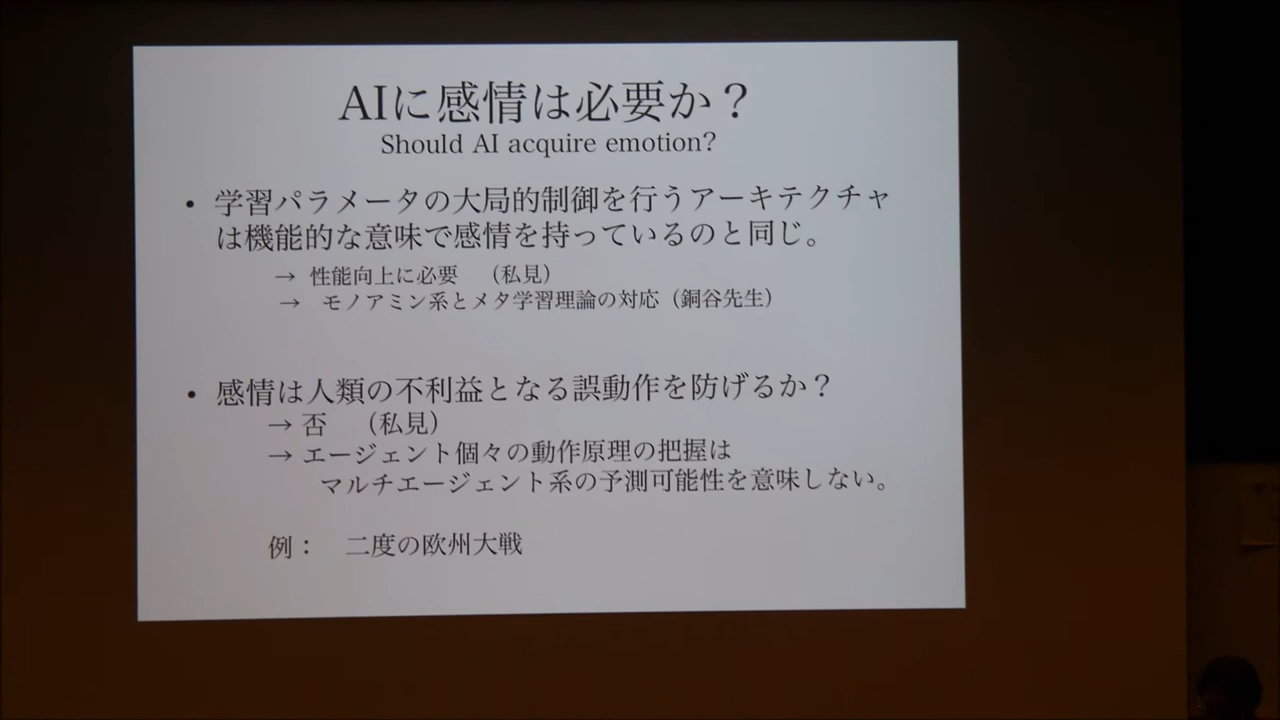 AIに感情は必要か？
Should AI acquire emotion?
• 学習パラメータの大局的制御を行うアーキテクチャ
は機能的な意味で感情を持っているのと同じ。
→ 性能向上に必要　（私見）
→ モノアミン系とメタ学習理論の対応（銅谷先生）
• 感情は人類の不利益となる誤動作を防げるか？
→ 否　（私見）
→ エージェント個々の動作原理の把握は
マルチエージェント系の予測可能性を意味しない。
例：　二度の欧州大戦